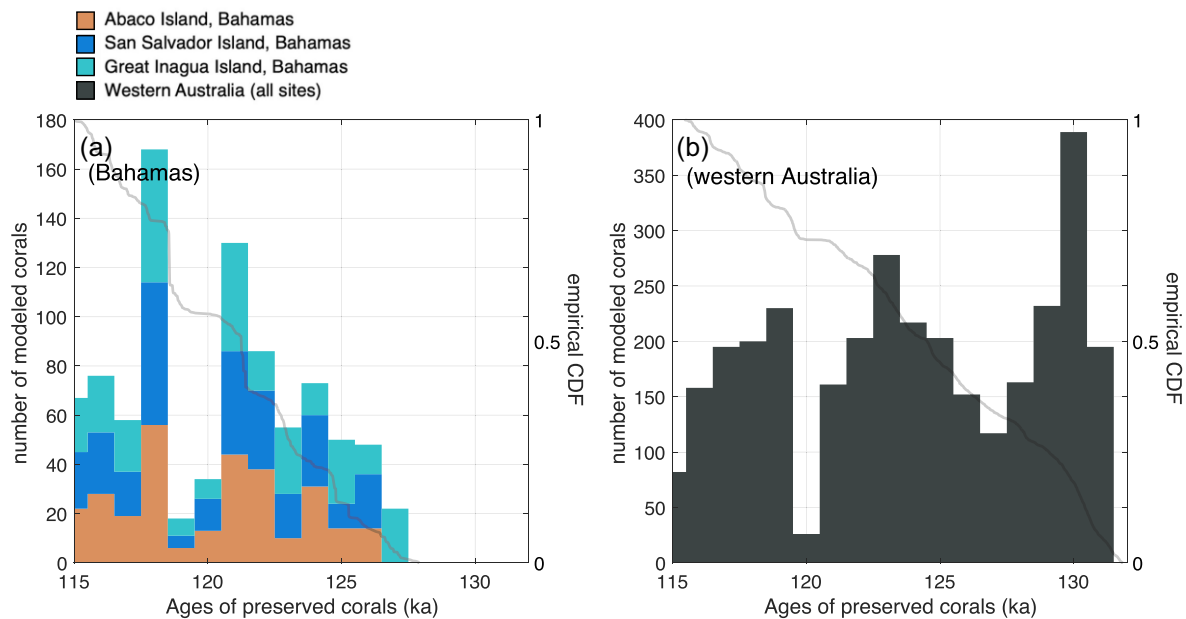 Abaco Island, Bahamas
San Salvador Island, Bahamas
Great Inagua Island, Bahamas
Western Australia (all sites)
(a)
(Bahamas)
number of modeled corals
180
160
140
120
100
80
60
40
20
0
1
0.5
0
empirical CDF
115
120
125
130
Ages of preserved corals (ka)
(b)
(western Australia)
number of modeled corals
400
350
300
250
200
150
100
50
0
1
0.5
0
empirical CDF
115
120
125
130
Ages of preserved corals (ka)